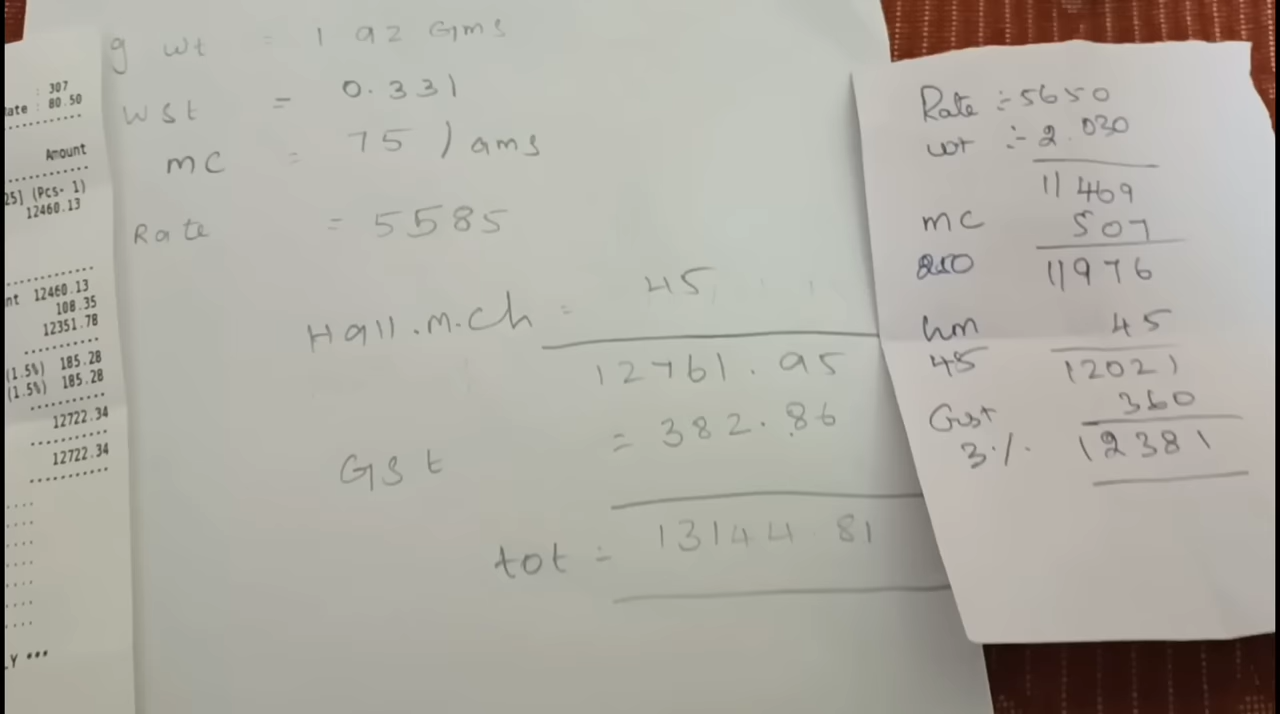 : 307
ate : 80.50
Amount
25] (Pcs- 1)
12460.13
nt 12460.13
108.35
12351.78
(1.5%) 185.28
(1.5%) 185.28
12722.34
12722.34
LY ***
g wt = 1 92 Gms
Wst = 0.331
mc = 75 / gms
Rate = 5585
Hall.m.ch = 45
12761.95
Gst = 382.86
tot = 13144.81
Rate :- 5650
wt :- 2.030
11469
mc 507
250 11976
hm 45
45 12021
Gst 360
3% 12381